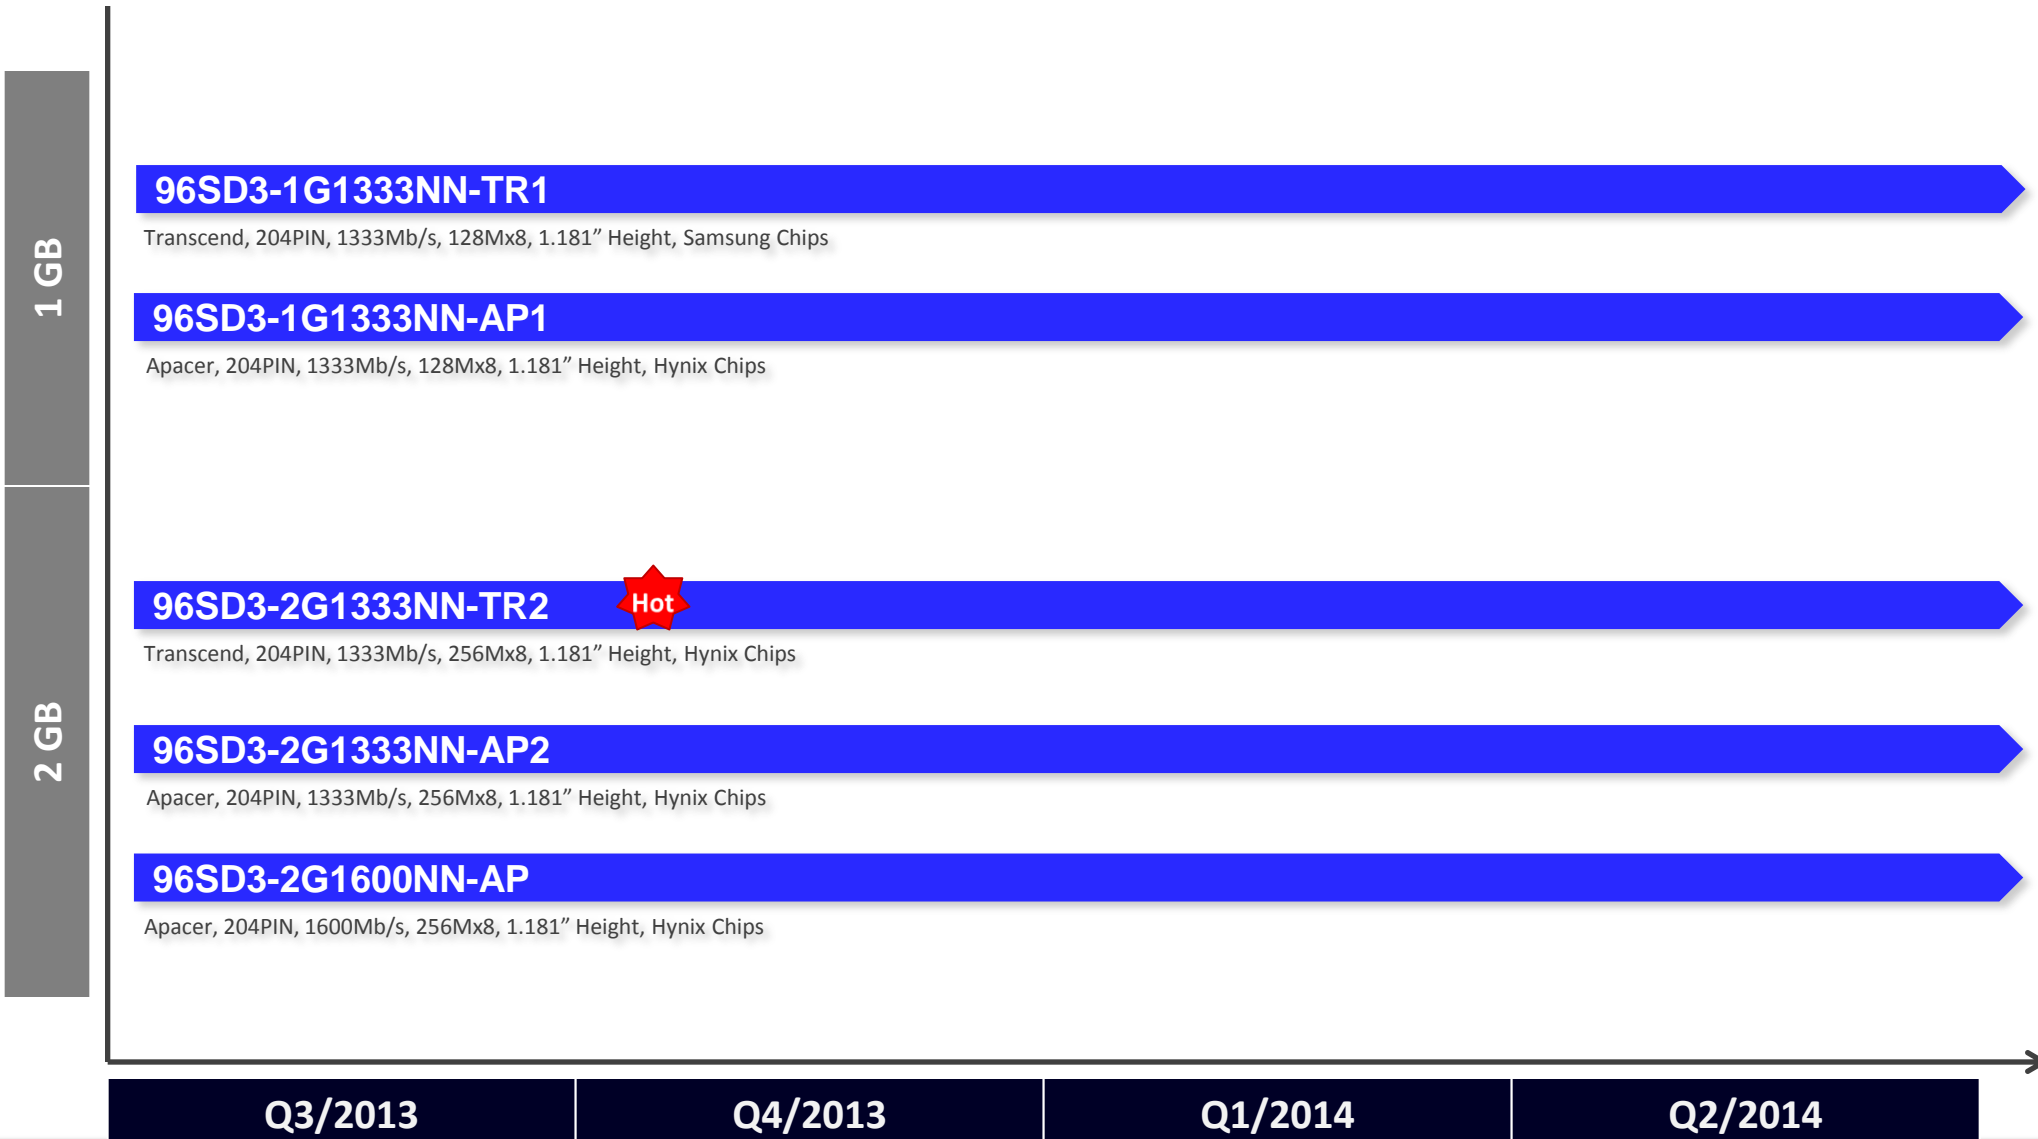 1 GB
96SD3-1G1333NN-TR1
Transcend, 204PIN, 1333Mb/s, 128Mx8, 1.181” Height, Samsung Chips
96SD3-1G1333NN-AP1
Apacer, 204PIN, 1333Mb/s, 128Mx8, 1.181” Height, Hynix Chips
2 GB
96SD3-2G1333NN-TR2
Hot
Transcend, 204PIN, 1333Mb/s, 256Mx8, 1.181” Height, Hynix Chips
96SD3-2G1333NN-AP2
Apacer, 204PIN, 1333Mb/s, 256Mx8, 1.181” Height, Hynix Chips
96SD3-2G1600NN-AP
Apacer, 204PIN, 1600Mb/s, 256Mx8, 1.181” Height, Hynix Chips
Q3/2013
Q4/2013
Q1/2014
Q2/2014